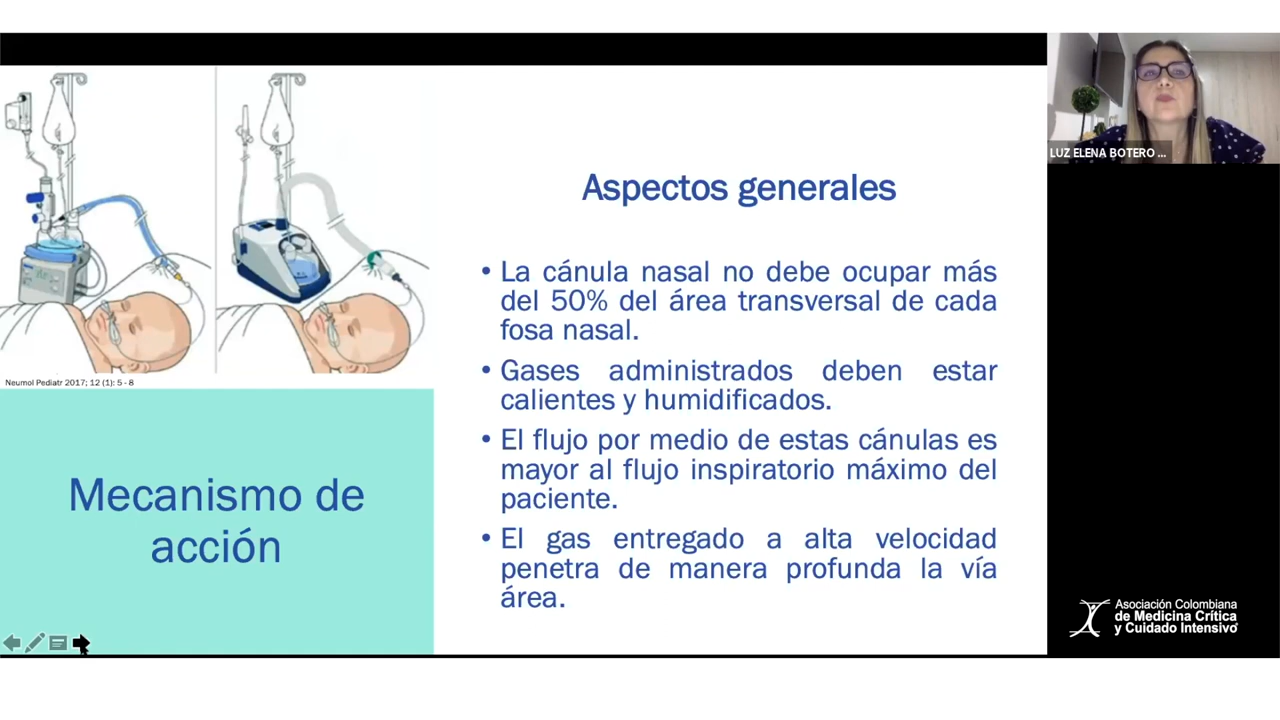 LUZ ELENA BOTERO ...
Aspectos generales
• La cánula nasal no debe ocupar más
del 50% del área transversal de cada
fosa nasal.
• Gases administrados deben estar
calientes y humidificados.
• El flujo por medio de estas cánulas es
mayor al flujo inspiratorio máximo del
paciente.
• El gas entregado a alta velocidad
penetra de manera profunda la vía
área.
Neumol Pediatr 2017; 12 (1): 5 - 8
Mecanismo de
acción
Asociación Colombiana
de Medicina Crítica
y Cuidado Intensivo